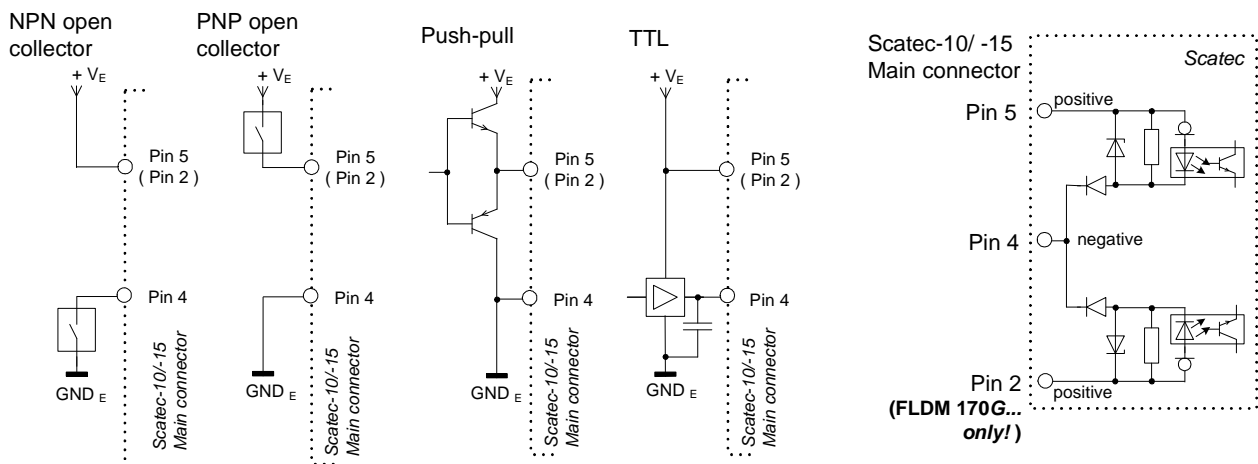 NPN open
collector
+ VE
Pin 5
( Pin 2 )
Pin 4
GND E
Scatec-10/-15
Main connector
PNP open
collector
+ VE
Pin 5
( Pin 2 )
Pin 4
GND E
Scatec-10/-15
Main connector
Push-pull
+ VE
Pin 5
( Pin 2 )
Pin 4
Scatec-10/-15
Main connector
TTL
+ VE
Pin 5
( Pin 2 )
Pin 4
GND E
Scatec-10/-15
Main connector
Scatec-10/ -15
Main connector
Scatec
Pin 5
positive
Pin 4
negative
Pin 2
positive
(FLDM 170G...
only! )